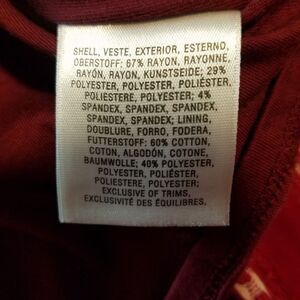 SHELL, VESTE, EXTERIOR, ESTERNO,
OBERSTOFF; 67% RAYON, RAYONNE,
RAYÓN, RAYON, KUNSTSEIDE; 29%
POLYESTER, POLYESTER, POLIÉSTER,
POLIESTERE, POLYESTER; 4%
SPANDEX, SPANDEX, SPANDEX,
SPANDEX, SPANDEX; LINING,
DOUBLURE, FORRO, FODERA,
FUTTERSTOFF: 60% COTTON,
COTON, ALGODÓN, COTONE,
BAUMWOLLE; 40% POLYESTER,
POLYESTER, POLIÉSTER,
POLIESTERE, POLYESTER;
EXCLUSIVE OF TRIMS,
EXCLUSIVITÉ DES ÉQUILIBRES,